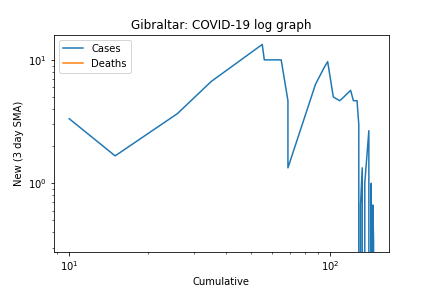 Gibraltar: COVID-19 log graph
Cases
Deaths
10¹
10⁰
New (3 day SMA)
10¹
10²
Cumulative